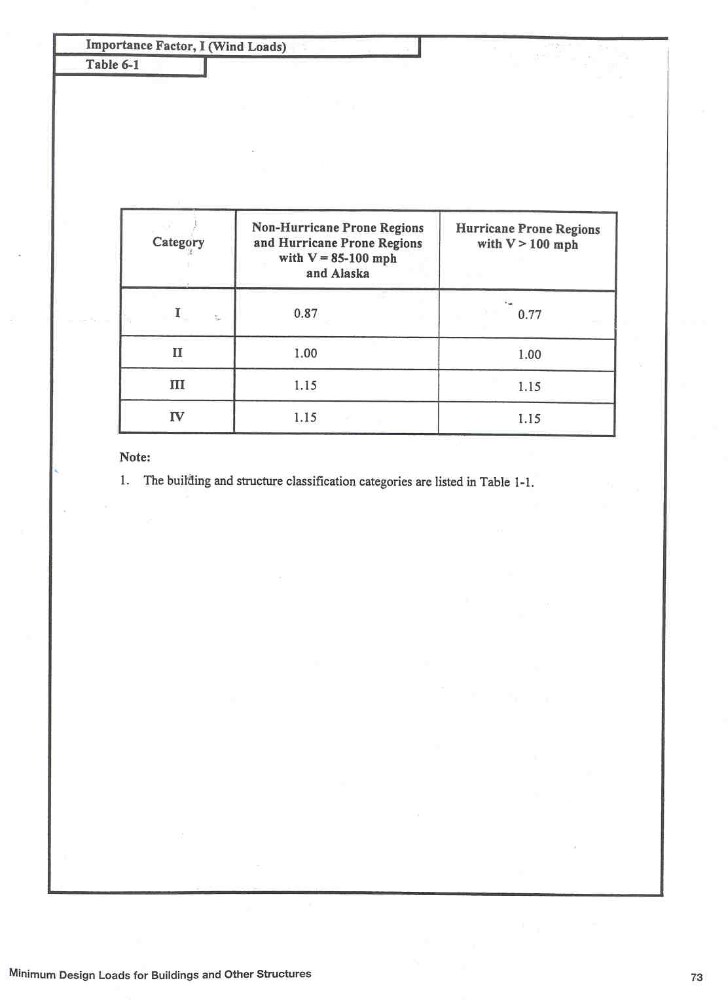 Importance Factor, I (Wind Loads)
Table 6-1
Category
Non-Hurricane Prone Regions
and Hurricane Prone Regions
with V = 85-100 mph
and Alaska
Hurricane Prone Regions
with V > 100 mph
I 0.87 0.77
II 1.00 1.00
III 1.15 1.15
IV 1.15 1.15
Note:
1. The building and structure classification categories are listed in Table 1-1.
Minimum Design Loads for Buildings and Other Structures 73